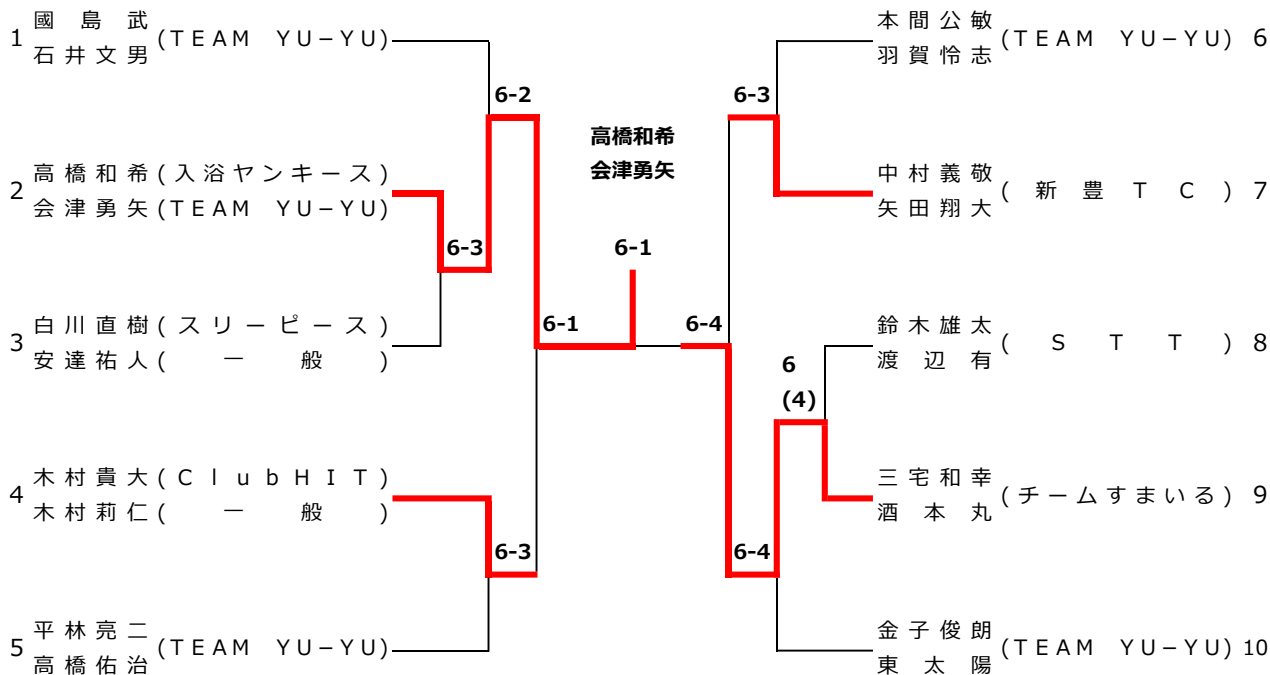 1 國島武 (TEAM YU−YU)
石井文男
2 高橋和希 (入浴ヤンキース)
会津勇矢 (TEAM YU−YU)
3 白川直樹 (スリーピース)
安達祐人 (一般)
4 木村貴大 (ClubHIT)
木村莉仁 (一般)
5 平林亮二 (TEAM YU−YU)
高橋佑治
6-2
6-3
6-1
6-3
高橋和希
会津勇矢
6-1
6-3
6-4
6
(4)
6-4
本間公敏 (TEAM YU−YU) 6
羽賀怜志
中村義敬 (新豊TC) 7
矢田翔大
鈴木雄太 (STT) 8
渡辺有
三宅和幸 (チームすまいる) 9
酒本丸
金子俊朗 (TEAM YU−YU) 10
東太陽